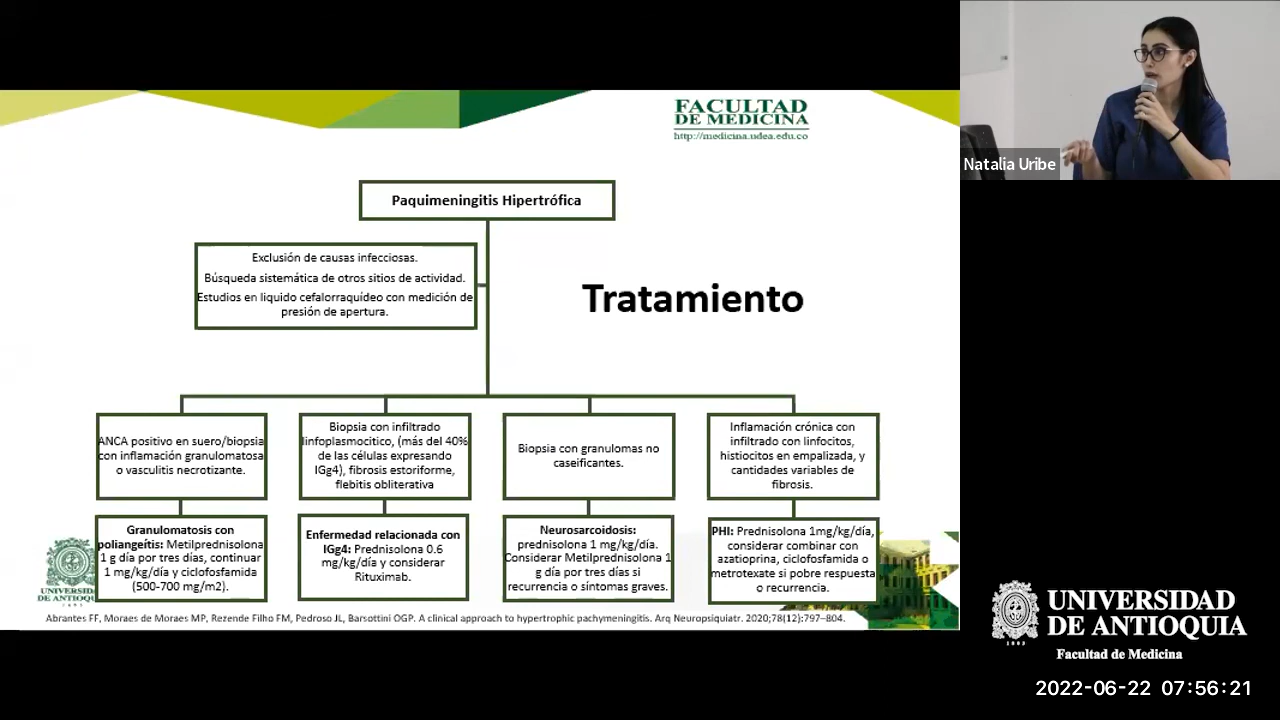 FACULTAD
DE MEDICINA
http://medicina.udea.edu.co
Natalia Uribe
Paquimeningitis Hipertrófica
Exclusión de causas infecciosas.
Búsqueda sistemática de otros sitios de actividad.
Estudios en liquido cefalorraquídeo con medición de
presión de apertura.
Tratamiento
ANCA positivo en suero/biopsia
con inflamación granulomatosa
o vasculitis necrotizante.
Biopsia con infiltrado
linfoplasmocitico, (más del 40%
de las células expresando
IGg4), fibrosis estoriforme,
flebitis obliterativa
Biopsia con granulomas no
caseificantes.
Inflamación crónica con
infiltrado con linfocitos,
histiocitos en empalizada, y
cantidades variables de
fibrosis.
Granulomatosis con
poliangeítis: Metilprednisolona
1 g día por tres días, continuar
1 mg/kg/día y ciclofosfamida
(500-700 mg/m2).
Enfermedad relacionada con
IGg4: Prednisolona 0.6
mg/kg/día y considerar
Rituximab.
Neurosarcoidosis:
prednisolona 1 mg/kg/día.
Considerar Metilprednisolona 1
g día por tres días si
recurrencia o síntomas graves.
PHI: Prednisolona 1mg/kg/día,
considerar combinar con
azatioprina, ciclofosfamida o
metrotexate si pobre respuesta
o recurrencia.
Abrantes FF, Moraes de Moraes MP, Rezende Filho FM, Pedroso JL, Barsottini OGP. A clinical approach to hypertrophic pachymeningitis. Arq Neuropsiquiatr. 2020;78(12):797–804.
UNIVERSIDAD
DE ANTIOQUIA
Facultad de Medicina
1803
2022-06-22 07:56:21